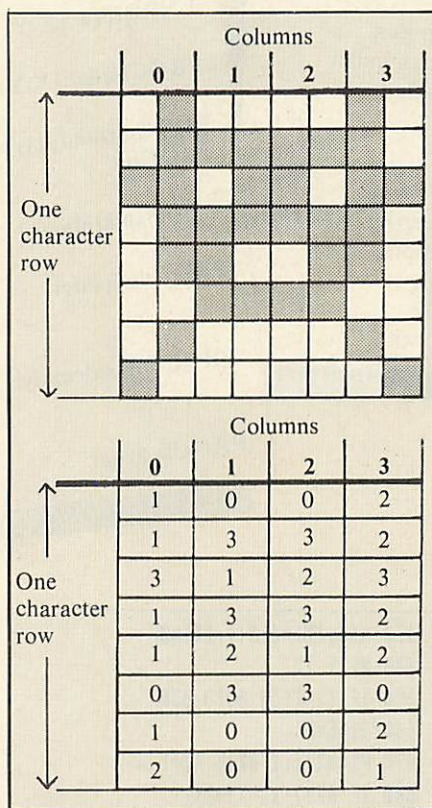 Columns
0 1 2 3
One
character
row
Columns
0 1 2 3
1 0 0 2
1 3 3 2
3 1 2 3
One
character
row
1 3 3 2
1 2 1 2
0 3 3 0
1 0 0 2
2 0 0 1